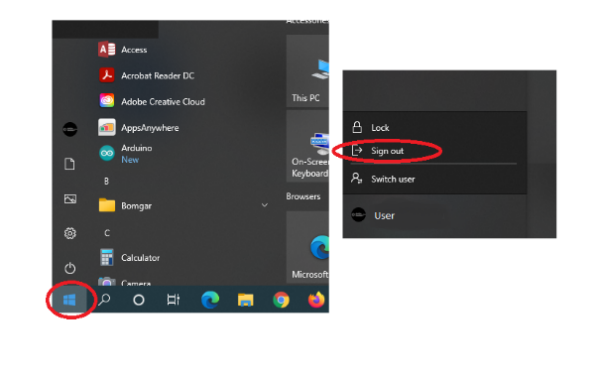 Accessories
Access
Acrobat Reader DC
Adobe Creative Cloud
This PC
AppsAnywhere
Arduino
New
On-Screen
Keyboard
B
Bomgar
Browsers
C
Calculator
Microsoft
Camera
Lock
Sign out
Switch user
User